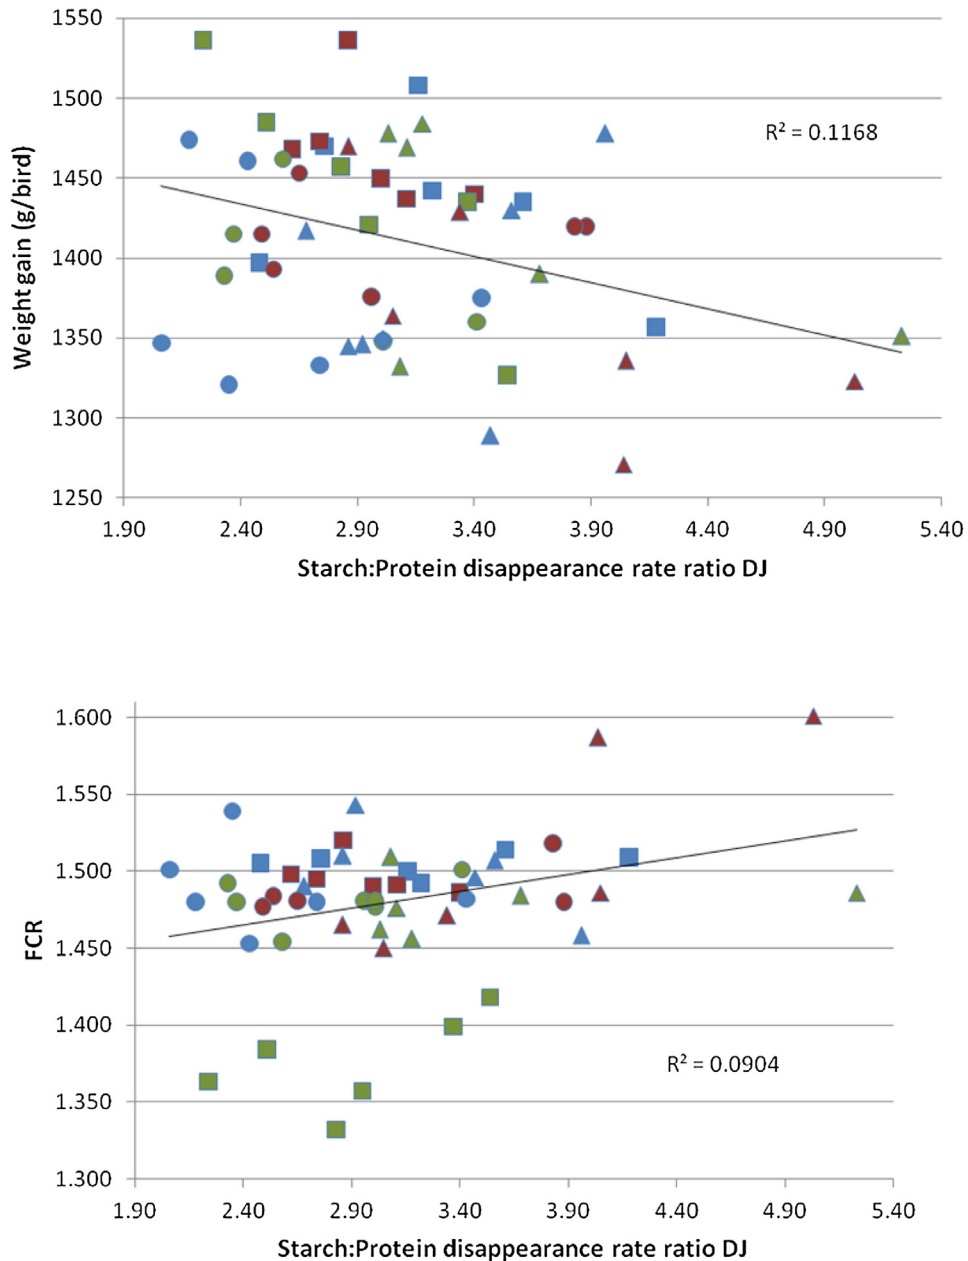 1550
1500
1450
1400
1350
1300
1250
Weight gain (g/bird)
R² = 0.1168
1.90 2.40 2.90 3.40 3.90 4.40 4.90 5.40
Starch:Protein disappearance rate ratio DJ
1.600
1.550
1.500
1.450
1.400
1.350
1.300
FCR
R² = 0.0904
1.90 2.40 2.90 3.40 3.90 4.40 4.90 5.40
Starch:Protein disappearance rate ratio DJ